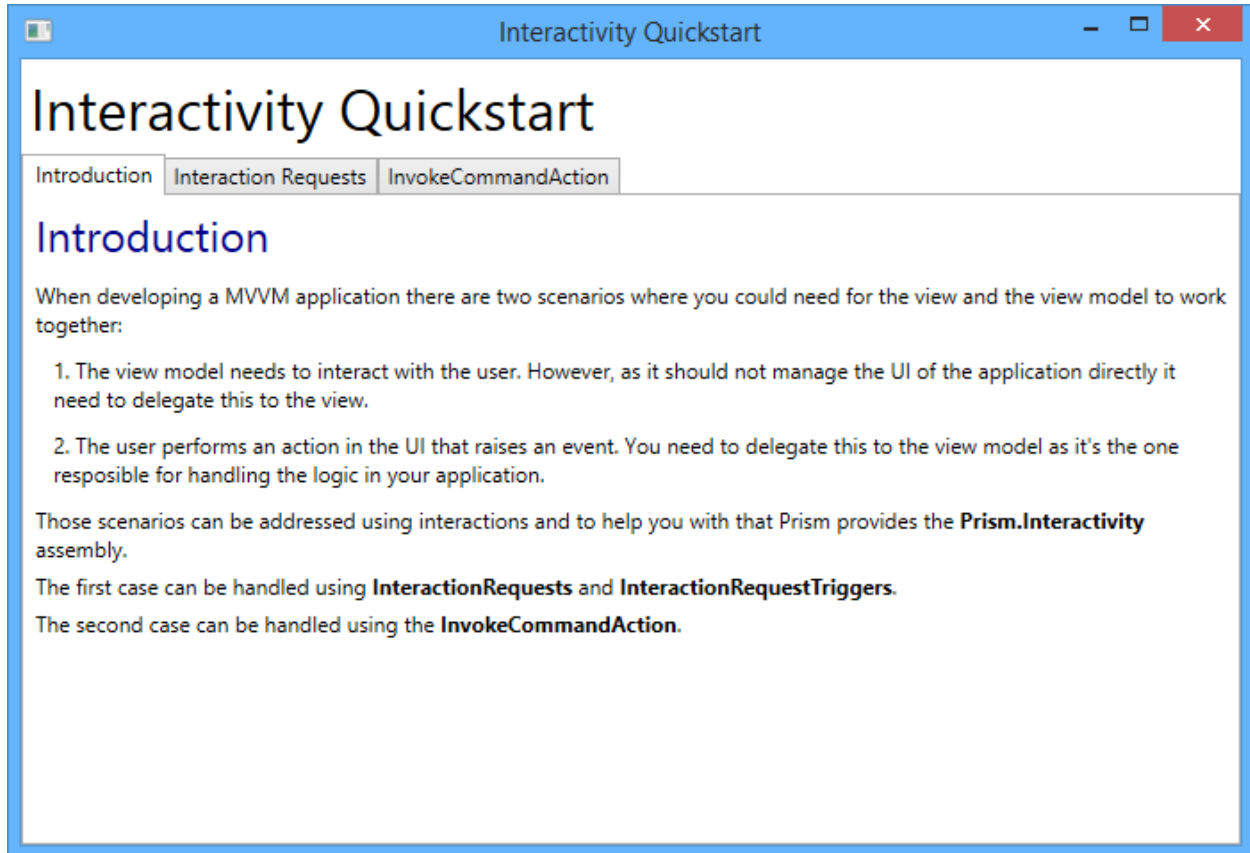 Interactivity Quickstart
Interactivity Quickstart
Introduction
Interaction Requests
InvokeCommandAction
Introduction
When developing a MVVM application there are two scenarios where you could need for the view and the view model to work
together:
1. The view model needs to interact with the user. However, as it should not manage the UI of the application directly it
need to delegate this to the view.
2. The user performs an action in the UI that raises an event. You need to delegate this to the view model as it's the one
resposible for handling the logic in your application.
Those scenarios can be addressed using interactions and to help you with that Prism provides the Prism.Interactivity
assembly.
The first case can be handled using InteractionRequests and InteractionRequestTriggers.
The second case can be handled using the InvokeCommandAction.